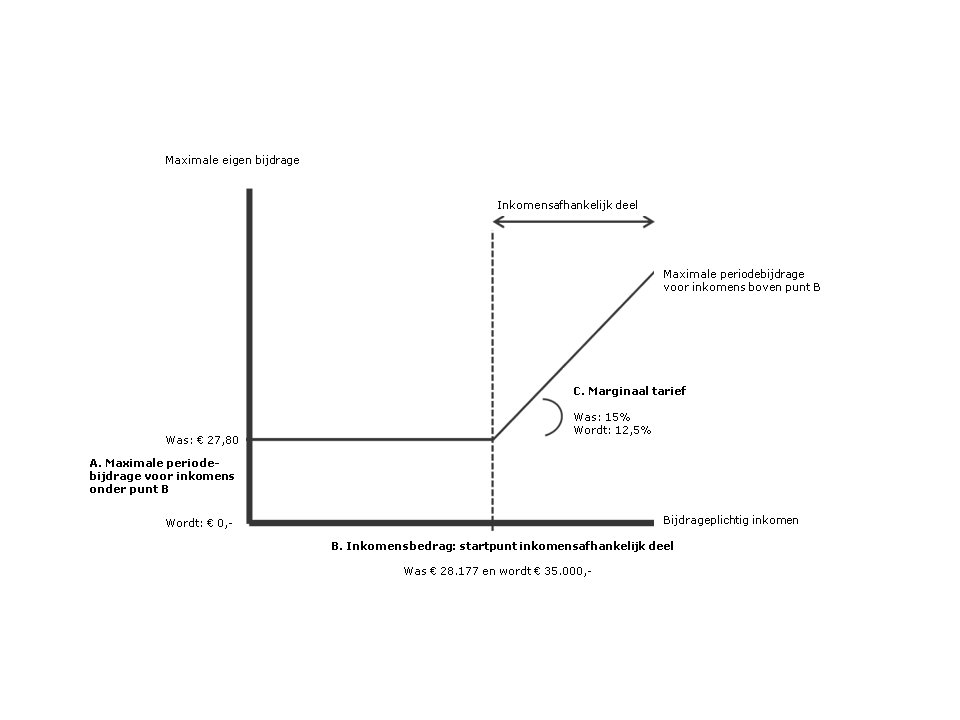 Maximale eigen bijdrage
Inkomensafhankelijk deel
Maximale periodebijdrage
voor inkomens boven punt B
C. Marginaal tarief
Was: 15%
Wordt: 12,5%
Was: € 27,80
A. Maximale periode-
bijdrage voor inkomens
onder punt B
Wordt: € 0,-
Bijdrageplichtig inkomen
B. Inkomensbedrag: startpunt inkomensafhankelijk deel
Was € 28.177 en wordt € 35.000,-